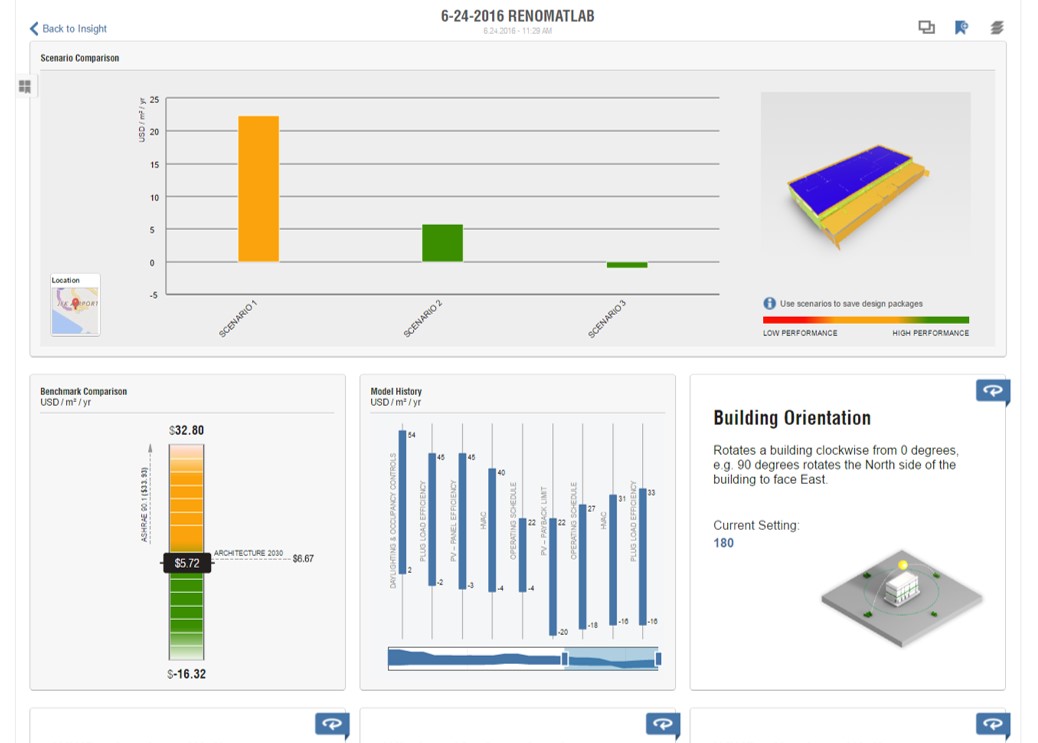 6-24-2016 RENOMATLAB
6.24.2016 - 11:29 AM
Back to Insight
Scenario Comparison
USD / m² / yr
25
20
15
10
5
0
-5
SCENARIO 1
SCENARIO 2
SCENARIO 3
Location
AIRPORT
Use scenarios to save design packages
LOW PERFORMANCE
HIGH PERFORMANCE
Benchmark Comparison
USD / m² / yr
$32.80
ASHRAE 90.1 ($33.93)
ARCHITECTURE 2030
$6.67
$5.72
$-16.32
Model History
USD / m² / yr
DAYLIGHTING & OCCUPANCY CONTROLS
54
2
PLUG LOAD EFFICIENCY
45
-2
PV - PANEL EFFICIENCY
45
-3
HVAC
40
-4
OPERATING SCHEDULE
22
-4
PV - PAYBACK LIMIT
22
-20
OPERATING SCHEDULE
27
-18
HVAC
31
-16
PLUG LOAD EFFICIENCY
33
-16
Building Orientation
Rotates a building clockwise from 0 degrees,
e.g. 90 degrees rotates the North side of the
building to face East.
Current Setting:
180